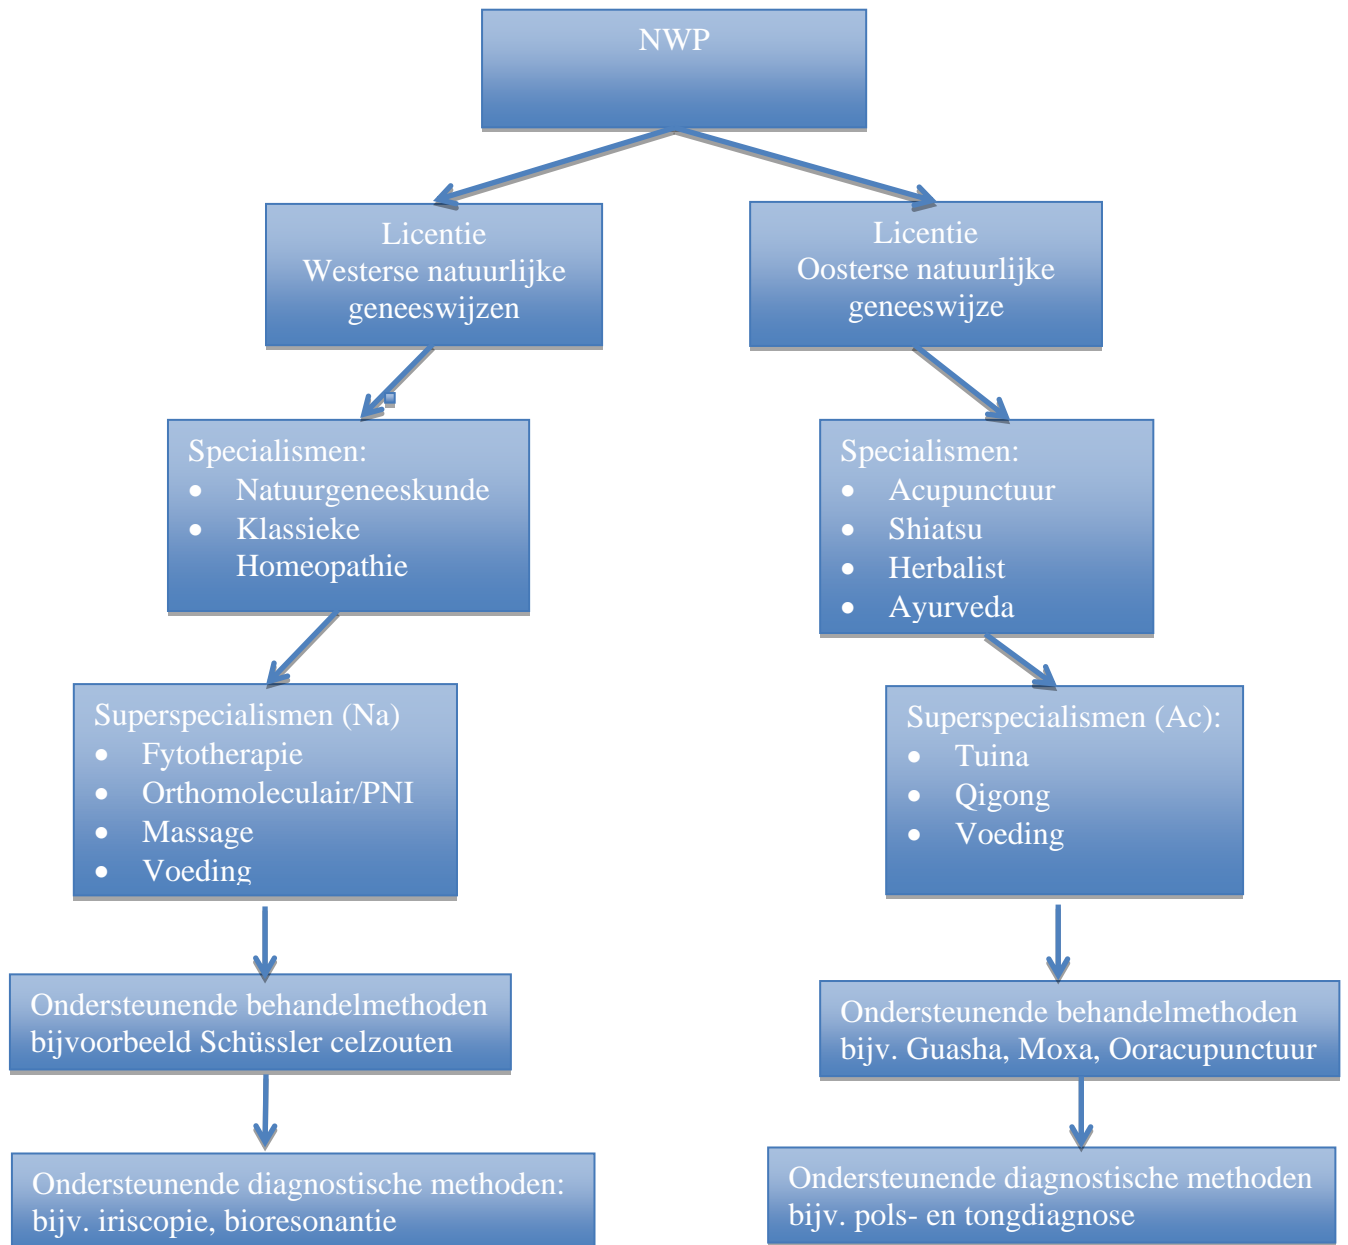 NWP
Licentie
Westerse natuurlijke
geneeswijzen
Licentie
Oosterse natuurlijke
geneeswijze
Specialismen:
• Natuurgeneeskunde
• Klassieke
Homeopathie
Specialismen:
• Acupunctuur
• Shiatsu
• Herbalist
• Ayurveda
Superspecialismen (Na)
• Fytotherapie
• Orthomoleculair/PNI
• Massage
• Voeding
Superspecialismen (Ac):
• Tuina
• Qigong
• Voeding
Ondersteunende behandelmethoden
bijvoorbeeld Schüssler celzouten
Ondersteunende behandelmethoden
bijv. Guasha, Moxa, Ooracupunctuur
Ondersteunende diagnostische methoden:
bijv. iriscopie, bioresonantie
Ondersteunende diagnostische methoden
bijv. pols- en tongdiagnose